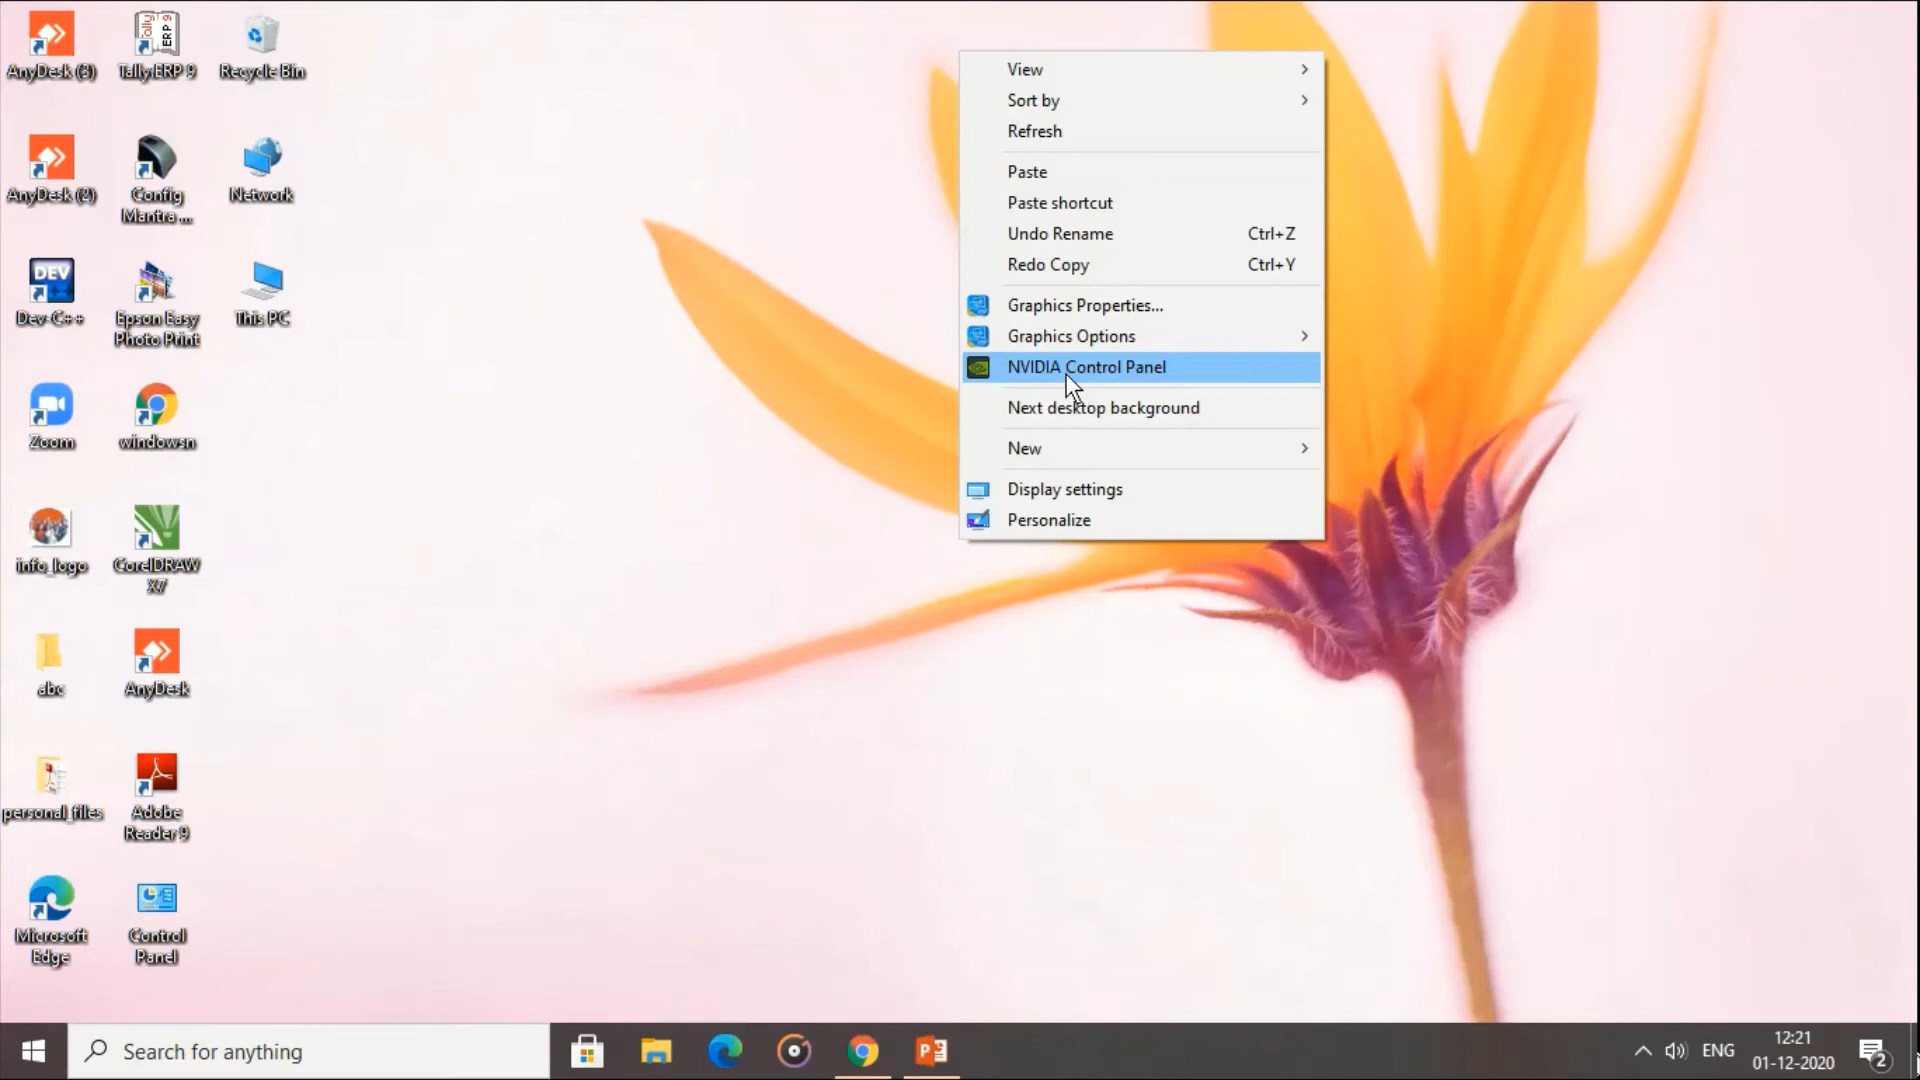 AnyDesk (3)
Tally.ERP 9
Recycle Bin
AnyDesk (2)
Config
Mantra ...
Network
DEV
Dev-C++
Epson Easy
Photo Print
This PC
Zoom
windowsn
info_logo
CorelDRAW
X7
abc
AnyDesk
personal_files
Adobe
Reader 9
Microsoft
Edge
Control
Panel
View
Sort by
Refresh
Paste
Paste shortcut
Undo Rename Ctrl+Z
Redo Copy Ctrl+Y
Graphics Properties...
Graphics Options
NVIDIA Control Panel
Next desktop background
New
Display settings
Personalize
Search for anything
ENG
12:21
01-12-2020
2